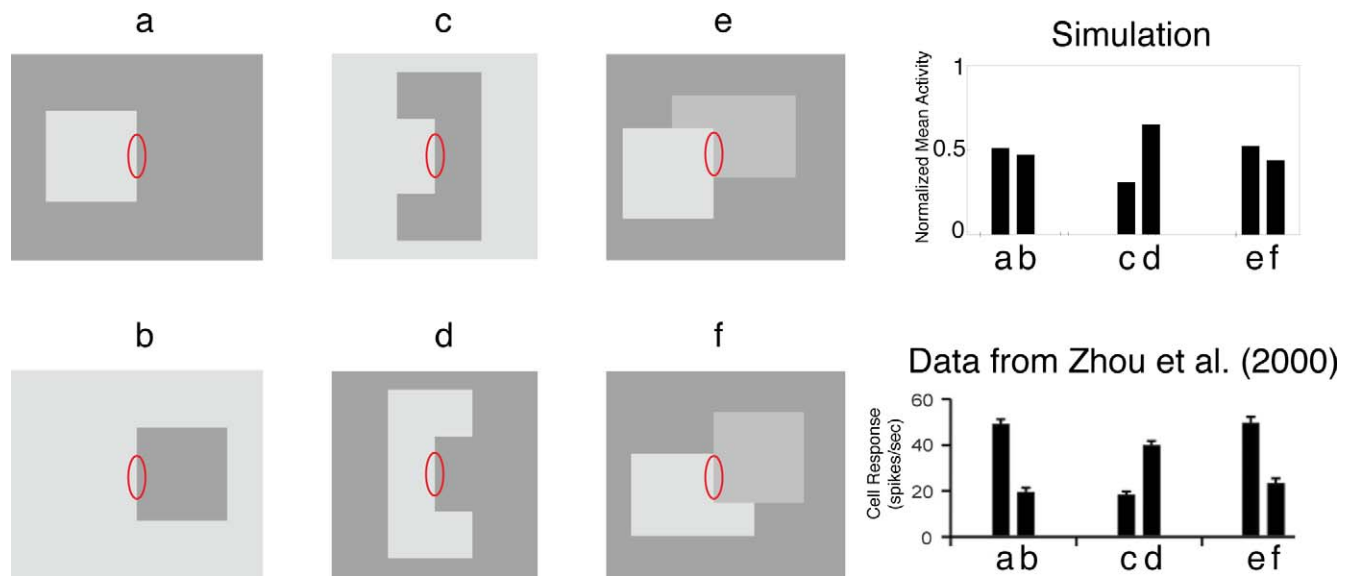 a
c
e
b
d
f
Simulation
Normalized Mean Activity
1
0.5
0
a b
c d
e f
Data from Zhou et al. (2000)
Cell Response
(spikes/sec)
60
40
20
0
a b
c d
e f